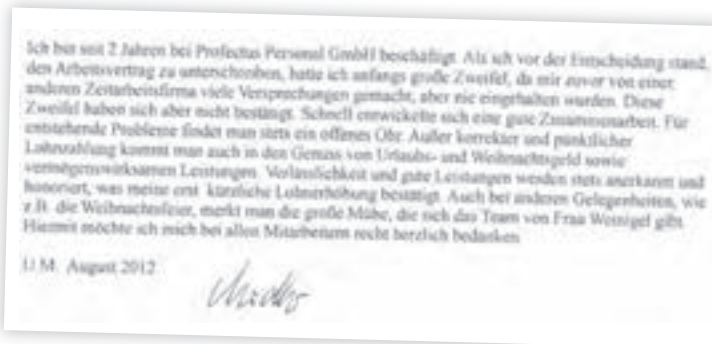 Ich bin seit 2 Jahren bei Profectus Personal GmbH beschäftigt. Als ich vor der Entscheidung stand,
den Arbeitsvertrag zu unterschreiben, hatte ich anfangs große Zweifel, da mir zuvor von einer
anderen Zeitarbeitsfirma viele Versprechungen gemacht, aber nie eingehalten wurden. Diese
Zweifel haben sich aber nicht bestätigt. Schnell entwickelte sich eine gute Zusammenarbeit. Für
entstehende Probleme findet man stets ein offenes Ohr. Außer korrekter und pünktlicher
Lohnzahlung kommt man auch in den Genuss von Urlaubs- und Weihnachtsgeld sowie
vermögenswirksamen Leistungen. Verlässlichkeit und gute Leistungen werden stets anerkannt und
honoriert, was meine erst kürzliche Lohnerhöhung bestätigt. Auch bei anderen Gelegenheiten, wie
z.B. die Weihnachtsfeier, merkt man die große Mühe, die sich das Team von Frau Weinigel gibt.
Hiermit möchte ich mich bei allen Mitarbeitern recht herzlich bedanken.
U.M. August 2012